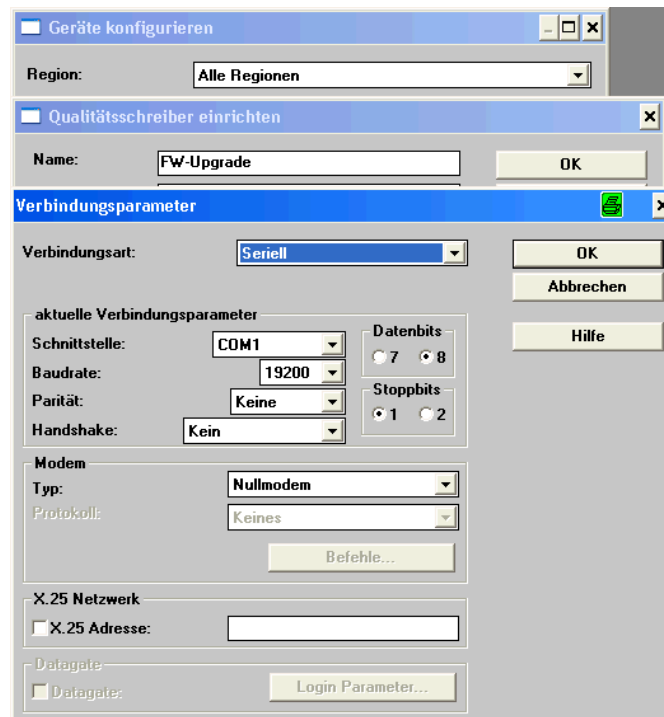 Geräte konfigurieren
Region: Alle Regionen
Qualitätsschreiber einrichten
Name: FW-Upgrade OK
Verbindungsparameter
Verbindungsart: Seriell OK
Abbrechen
Hilfe
aktuelle Verbindungsparameter
Schnittstelle: COM1
Baudrate: 19200
Parität: Keine
Handshake: Kein
Datenbits
7 8
Stoppbits
1 2
Modem
Typ: Nullmodem
Protokoll: Keines
Befehle...
X.25 Netzwerk
X.25 Adresse:
Datagate
Datagate: Login Parameter...